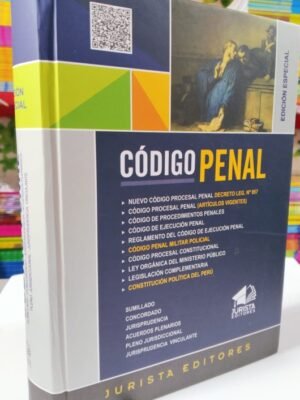 EDICIÓN ESPECIAL
CÓDIGO PENAL
NUEVO CÓDIGO PROCESAL PENAL DECRETO LEG. Nº 957
CÓDIGO PROCESAL PENAL (ARTÍCULOS VIGENTES)
CÓDIGO DE PROCEDIMIENTOS PENALES
CÓDIGO DE EJECUCIÓN PENAL
REGLAMENTO DEL CÓDIGO DE EJECUCIÓN PENAL
CÓDIGO PENAL MILITAR POLICIAL
CÓDIGO PROCESAL CONSTITUCIONAL
LEY ORGÁNICA DEL MINISTERIO PÚBLICO
LEGISLACIÓN COMPLEMENTARIA
CONSTITUCIÓN POLÍTICA DEL PERÚ
SUMILLADO
CONCORDADO
JURISPRUDENCIA
ACUERDOS PLENARIOS
PLENO JURISDICCIONAL
JURISPRUDENCIA VINCULANTE
JURISTA
EDITORES
JURISTA EDITORES